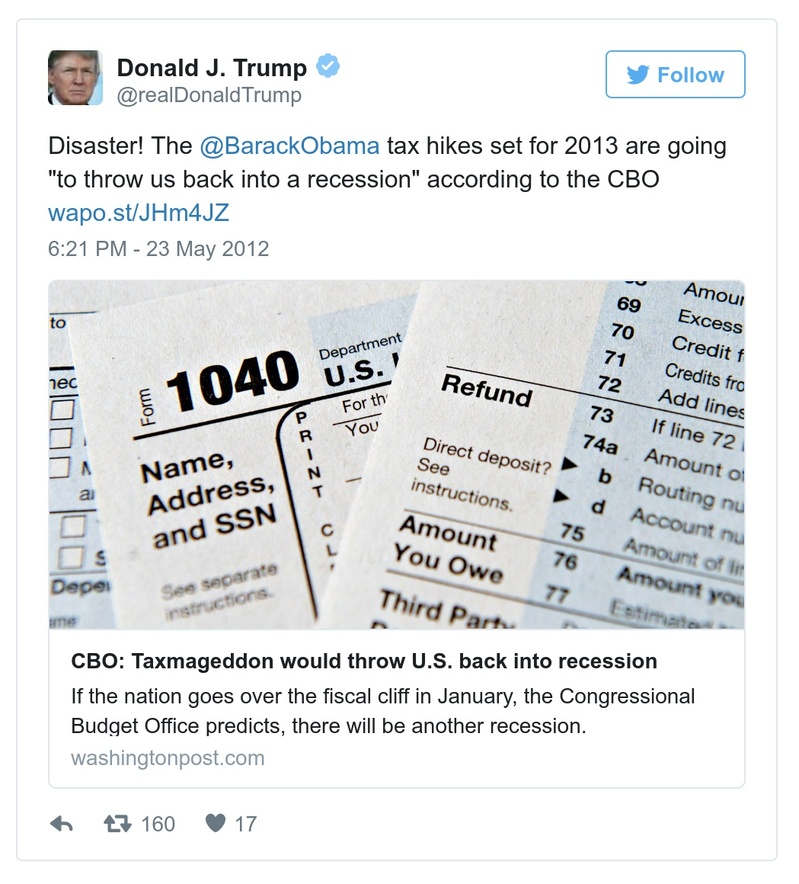 Donald J. Trump
@realDonaldTrump
Follow
Disaster! The @BarackObama tax hikes set for 2013 are going
"to throw us back into a recession" according to the CBO
wapo.st/JHm4JZ
6:21 PM - 23 May 2012
to
Form 1040
Department
U.S.
Name,
Address,
and SSN
See separate
instructions.
PRINT
CL
For th
You
Depe
Refund
Direct deposit?
See
instructions.
Amount
You Owe
Third Party
69
70
71
72
73
74a
b
d
75
76
77
Amou
Excess
Credit f
Credits fro
Add lines
If line 72
Amount o
Routing nu
Account nu
Amount of lin
Amount you
Estimated
CBO: Taxmageddon would throw U.S. back into recession
If the nation goes over the fiscal cliff in January, the Congressional
Budget Office predicts, there will be another recession.
washingtonpost.com
160 17